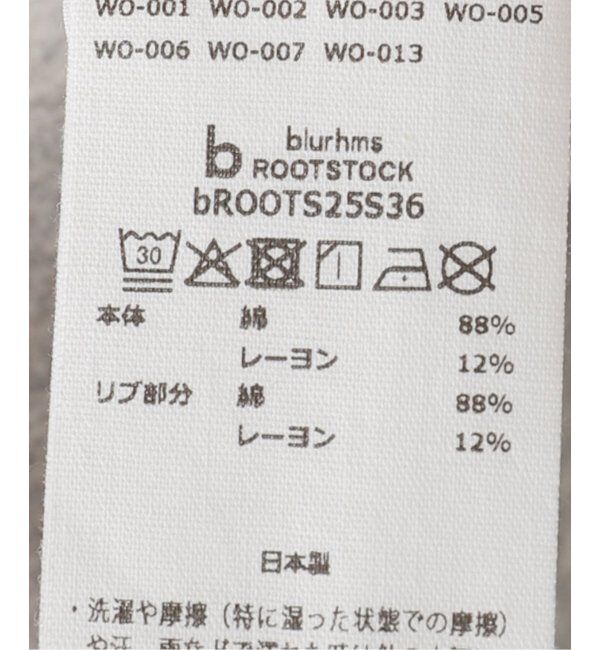 WO-001 WO-002 WO-003 WO-005
WO-006 WO-007 WO-013
b blurhms
ROOTSTOCK
bROOTS25S36
30
本体 綿 88%
レーヨン 12%
リブ部分 綿 88%
レーヨン 12%
日本製
・洗濯や摩擦（特に湿った状態での摩擦）